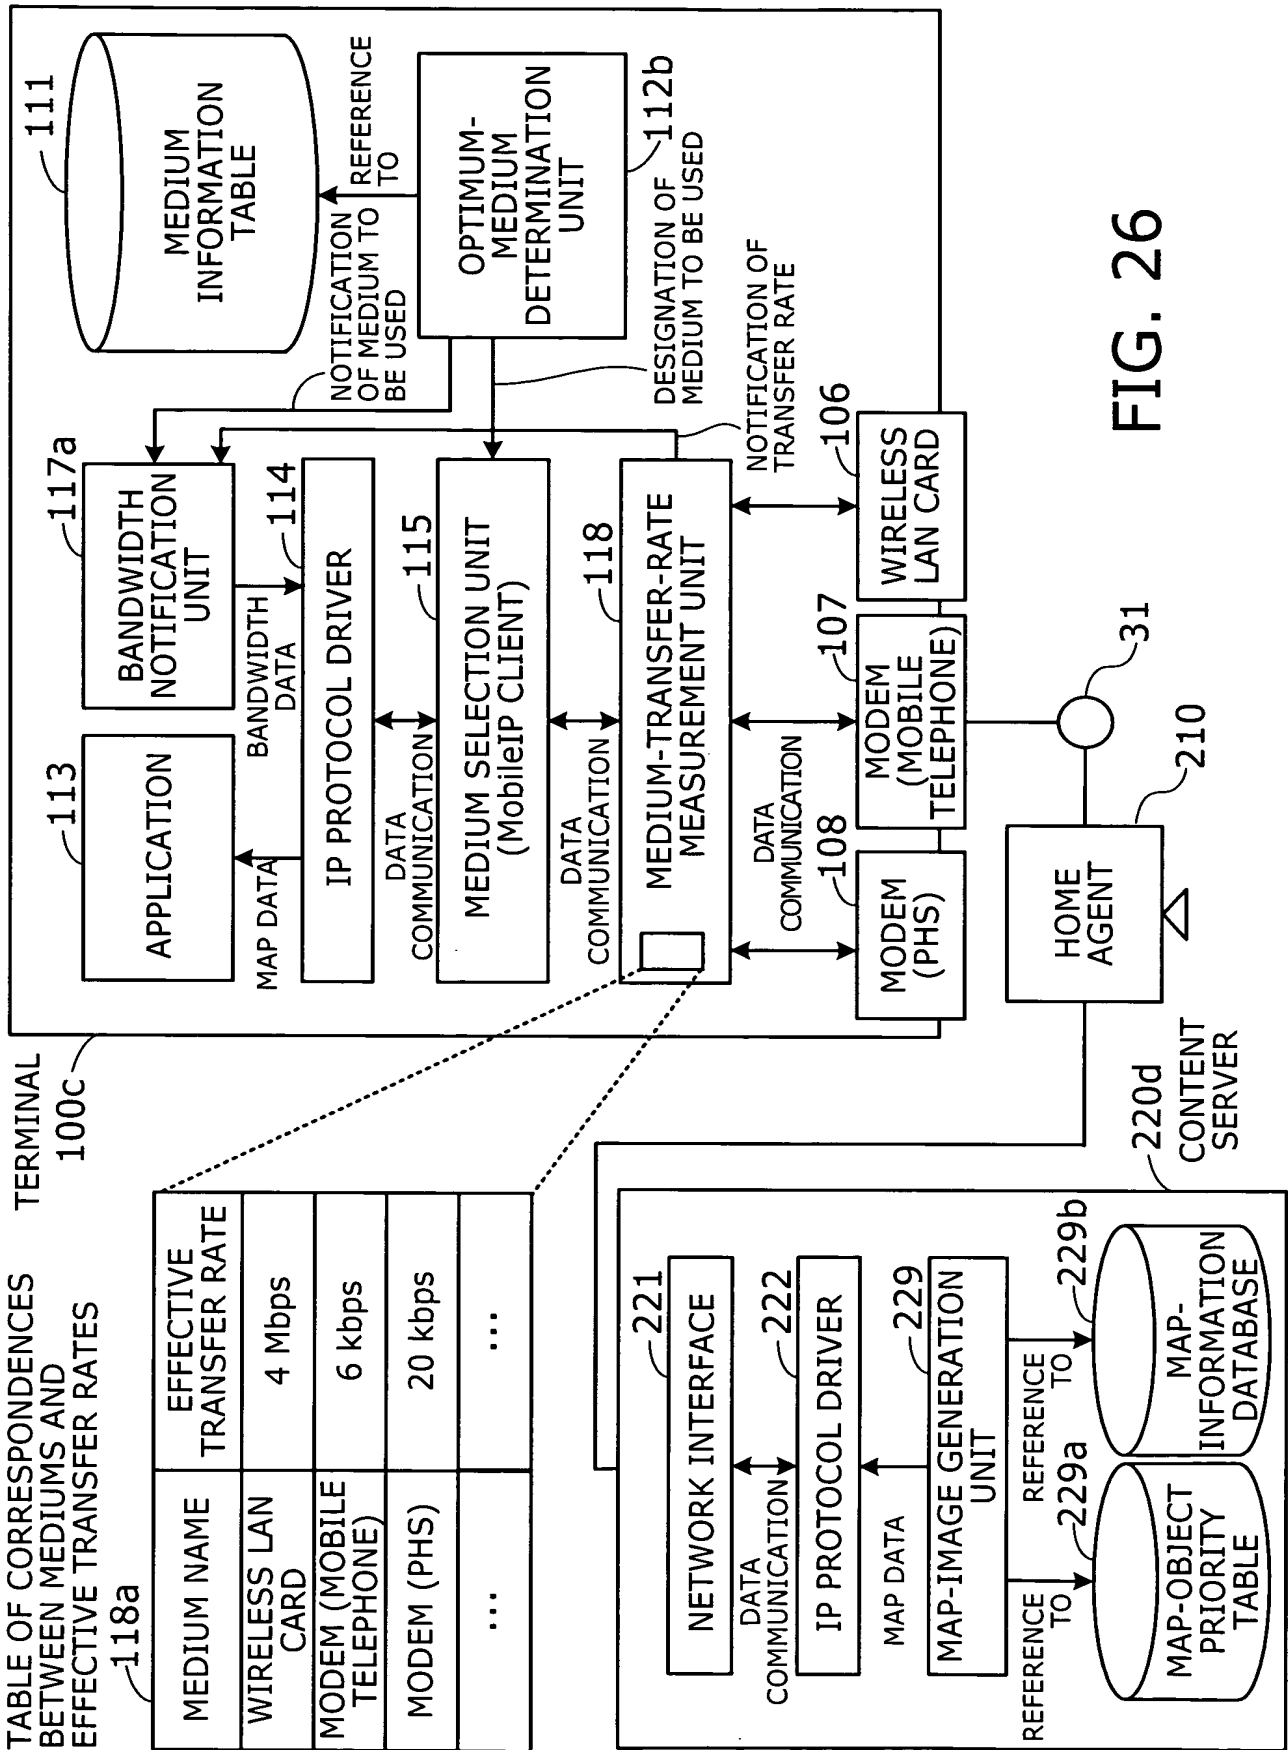 TABLE OF CORRESPONDENCES
BETWEEN MEDIUMS AND
EFFECTIVE TRANSFER RATES
118a
MEDIUM NAME
EFFECTIVE
TRANSFER RATE
WIRELESS LAN
CARD
4 Mbps
MODEM (MOBILE
TELEPHONE)
6 kbps
MODEM (PHS)
20 kbps
...
...
TERMINAL
100c
113
APPLICATION
117a
BANDWIDTH
NOTIFICATION
UNIT
111
MEDIUM
INFORMATION
TABLE
MAP DATA
BANDWIDTH
DATA
NOTIFICATION
OF MEDIUM TO
BE USED
REFERENCE
TO
114
IP PROTOCOL DRIVER
OPTIMUM-
MEDIUM
DETERMINATION
UNIT
112b
DATA
COMMUNICATION
115
MEDIUM SELECTION UNIT
(MobileIP CLIENT)
DESIGNATION OF
MEDIUM TO BE USED
DATA
COMMUNICATION
118
MEDIUM-TRANSFER-RATE
MEASUREMENT UNIT
NOTIFICATION OF
TRANSFER RATE
DATA
COMMUNICATION
108
MODEM
(PHS)
107
MODEM
(MOBILE
TELEPHONE)
106
WIRELESS
LAN CARD
31
210
HOME
AGENT
220d
CONTENT
SERVER
221
NETWORK INTERFACE
DATA
COMMUNICATION
222
IP PROTOCOL DRIVER
MAP DATA
229
MAP-IMAGE GENERATION
UNIT
REFERENCE
TO
REFERENCE
TO
229a
MAP-OBJECT
PRIORITY
TABLE
229b
MAP-
INFORMATION
DATABASE
FIG. 26